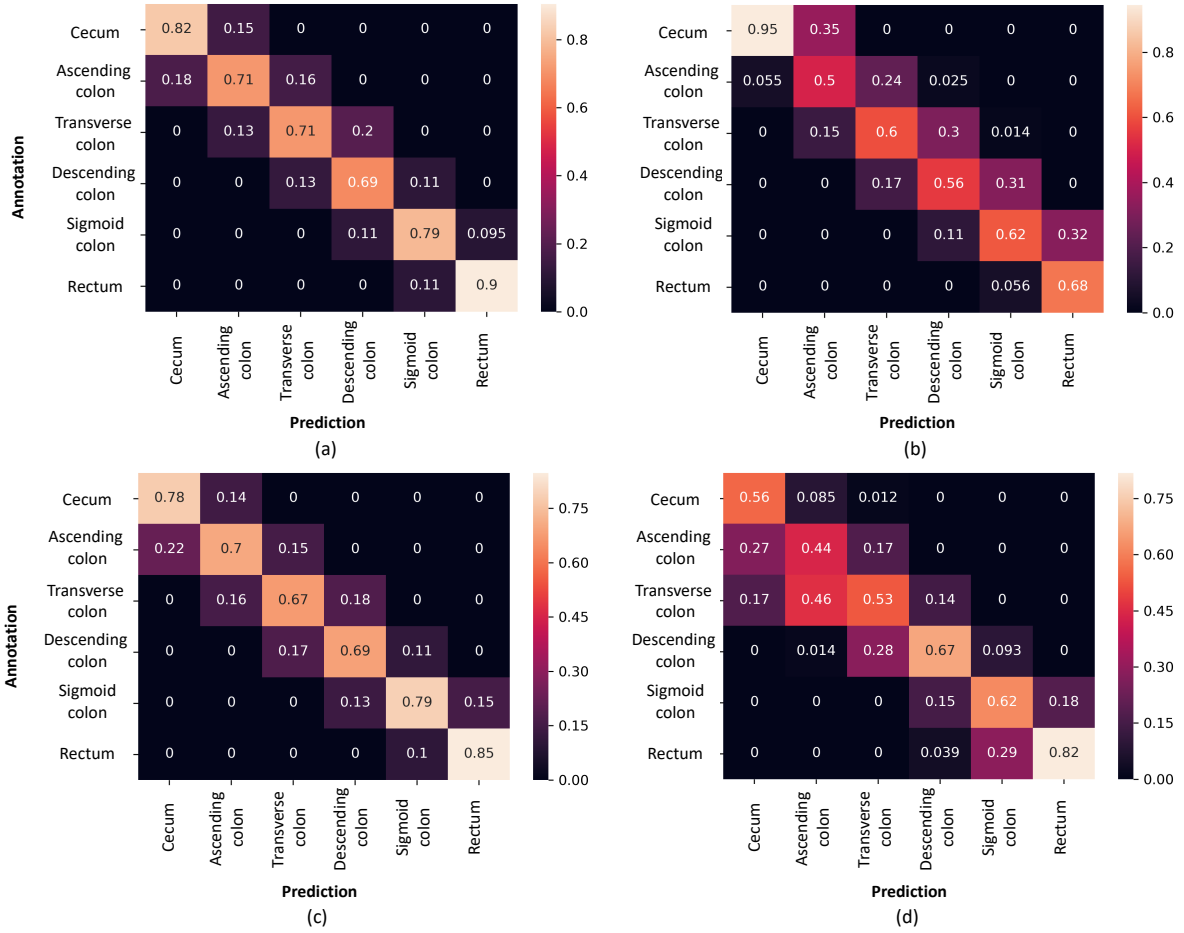 Cecum 0.82 0.15 0 0 0 0
Ascending
colon
0.18 0.71 0.16 0 0 0
Transverse
colon
0 0.13 0.71 0.2 0 0
Descending
colon
0 0 0.13 0.69 0.11 0
Sigmoid
colon
0 0 0 0.11 0.79 0.095
Rectum 0 0 0 0 0.11 0.9
Annotation
0.8
0.6
0.4
0.2
0.0
Cecum
Ascending
colon
Transverse
colon
Descending
colon
Sigmoid
colon
Rectum
Prediction
(a)
Cecum 0.95 0.35 0 0 0 0
Ascending
colon
0.055 0.5 0.24 0.025 0 0
Transverse
colon
0 0.15 0.6 0.3 0.014 0
Descending
colon
0 0 0.17 0.56 0.31 0
Sigmoid
colon
0 0 0 0.11 0.62 0.32
Rectum 0 0 0 0 0.056 0.68
0.8
0.6
0.4
0.2
0.0
Cecum
Ascending
colon
Transverse
colon
Descending
colon
Sigmoid
colon
Rectum
Prediction
(b)
Cecum 0.78 0.14 0 0 0 0
Ascending
colon
0.22 0.7 0.15 0 0 0
Transverse
colon
0 0.16 0.67 0.18 0 0
Descending
colon
0 0 0.17 0.69 0.11 0
Sigmoid
colon
0 0 0 0.13 0.79 0.15
Rectum 0 0 0 0 0.1 0.85
Annotation
0.75
0.60
0.45
0.30
0.15
0.00
Cecum
Ascending
colon
Transverse
colon
Descending
colon
Sigmoid
colon
Rectum
Prediction
(c)
Cecum 0.56 0.085 0.012 0 0 0
Ascending
colon
0.27 0.44 0.17 0 0 0
Transverse
colon
0.17 0.46 0.53 0.14 0 0
Descending
colon
0 0.014 0.28 0.67 0.093 0
Sigmoid
colon
0 0 0 0.15 0.62 0.18
Rectum 0 0 0 0.039 0.29 0.82
0.75
0.60
0.45
0.30
0.15
0.00
Cecum
Ascending
colon
Transverse
colon
Descending
colon
Sigmoid
colon
Rectum
Prediction
(d)